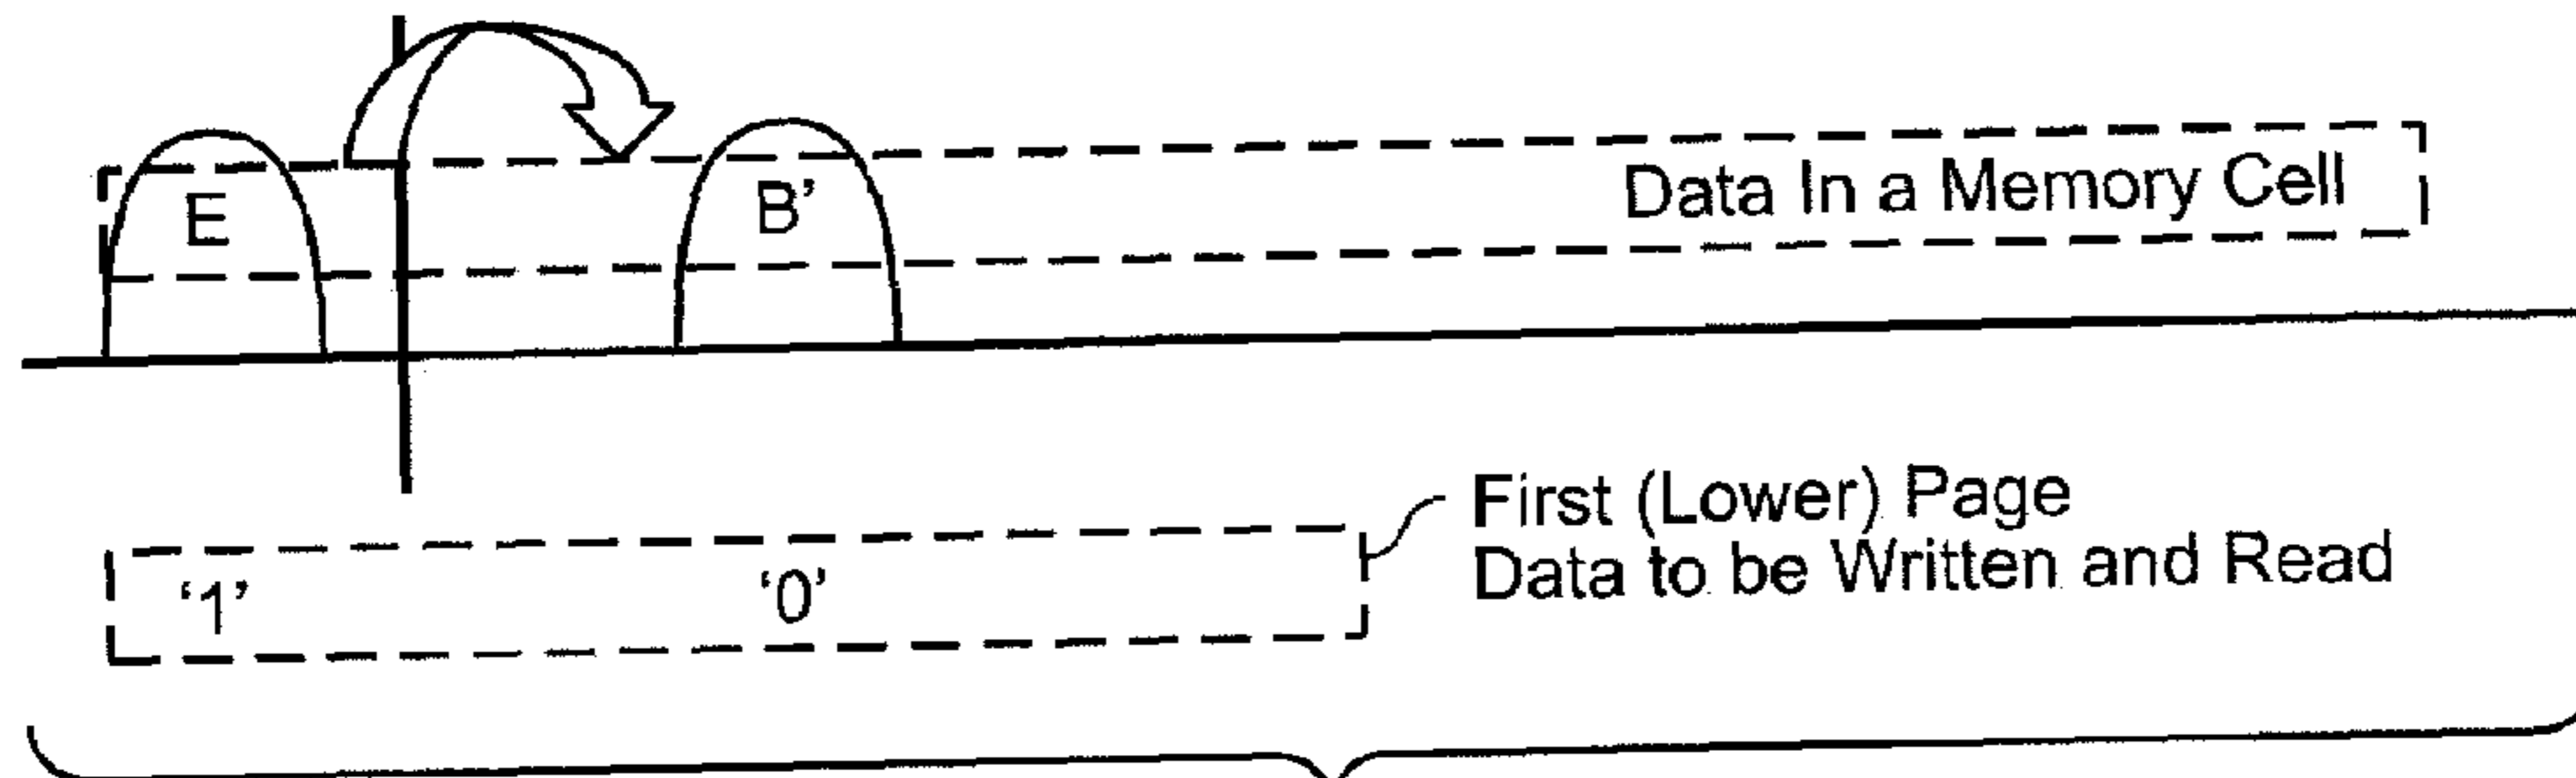 E
B’
Data In a Memory Cell
First (Lower) Page
Data to be Written and Read
‘1’
‘0’